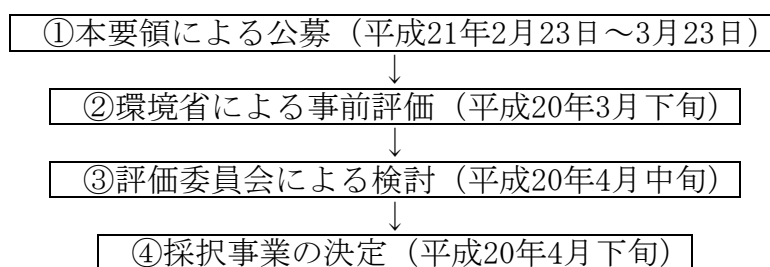 ①本要領による公募（平成21年2月23日～3月23日）
↓
②環境省による事前評価（平成20年3月下旬）
↓
③評価委員会による検討（平成20年4月中旬）
↓
④採択事業の決定（平成20年4月下旬）